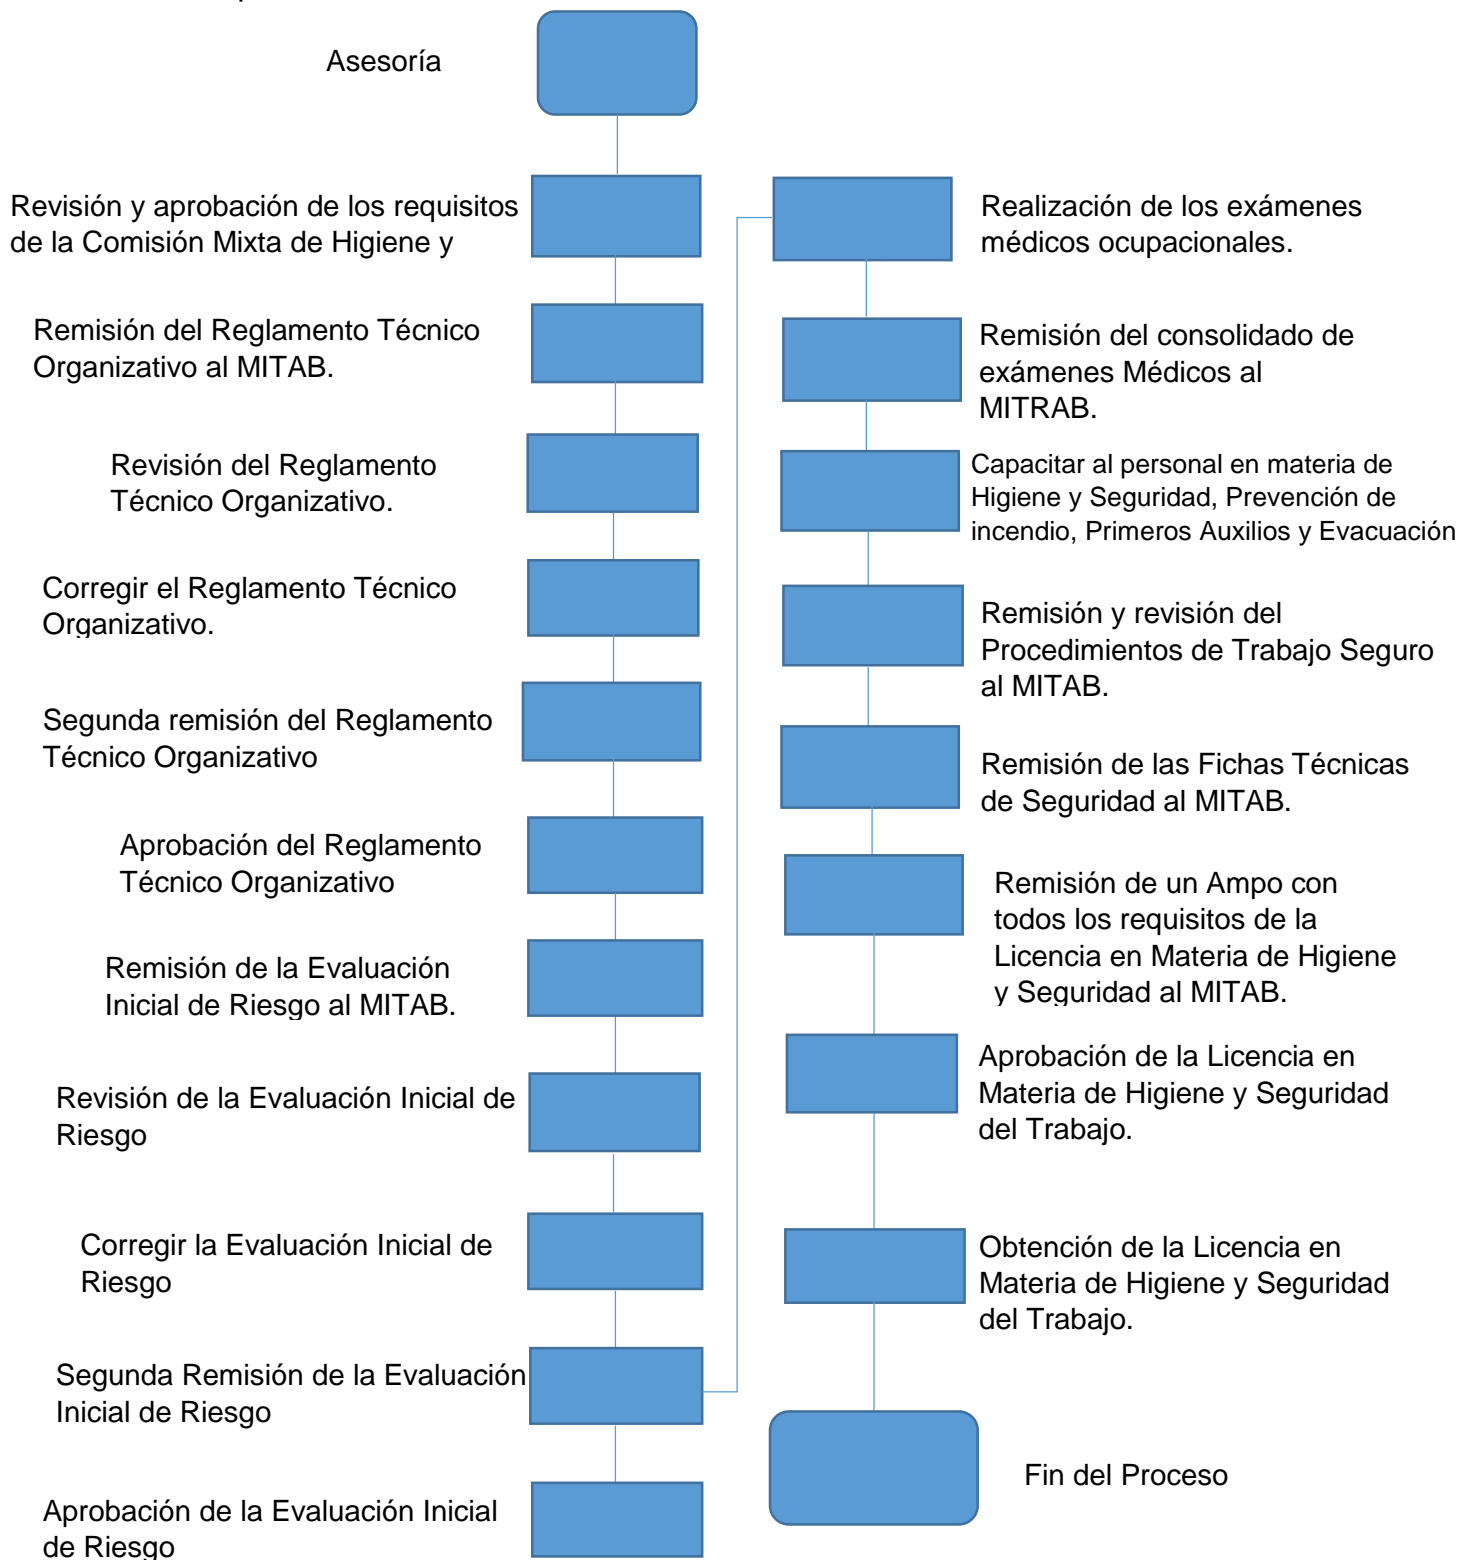 Asesoría
Revisión y aprobación de los requisitos
de la Comisión Mixta de Higiene y
Remisión del Reglamento Técnico
Organizativo al MITAB.
Revisión del Reglamento
Técnico Organizativo.
Corregir el Reglamento Técnico
Organizativo.
Segunda remisión del Reglamento
Técnico Organizativo
Aprobación del Reglamento
Técnico Organizativo
Remisión de la Evaluación
Inicial de Riesgo al MITAB.
Revisión de la Evaluación Inicial de
Riesgo
Corregir la Evaluación Inicial de
Riesgo
Segunda Remisión de la Evaluación
Inicial de Riesgo
Aprobación de la Evaluación Inicial
de Riesgo
Realización de los exámenes
médicos ocupacionales.
Remisión del consolidado de
exámenes Médicos al
MITRAB.
Capacitar al personal en materia de
Higiene y Seguridad, Prevención de
incendio, Primeros Auxilios y Evacuación
Remisión y revisión del
Procedimientos de Trabajo Seguro
al MITAB.
Remisión de las Fichas Técnicas
de Seguridad al MITAB.
Remisión de un Ampo con
todos los requisitos de la
Licencia en Materia de Higiene
y Seguridad al MITAB.
Aprobación de la Licencia en
Materia de Higiene y Seguridad
del Trabajo.
Obtención de la Licencia en
Materia de Higiene y Seguridad
del Trabajo.
Fin del Proceso